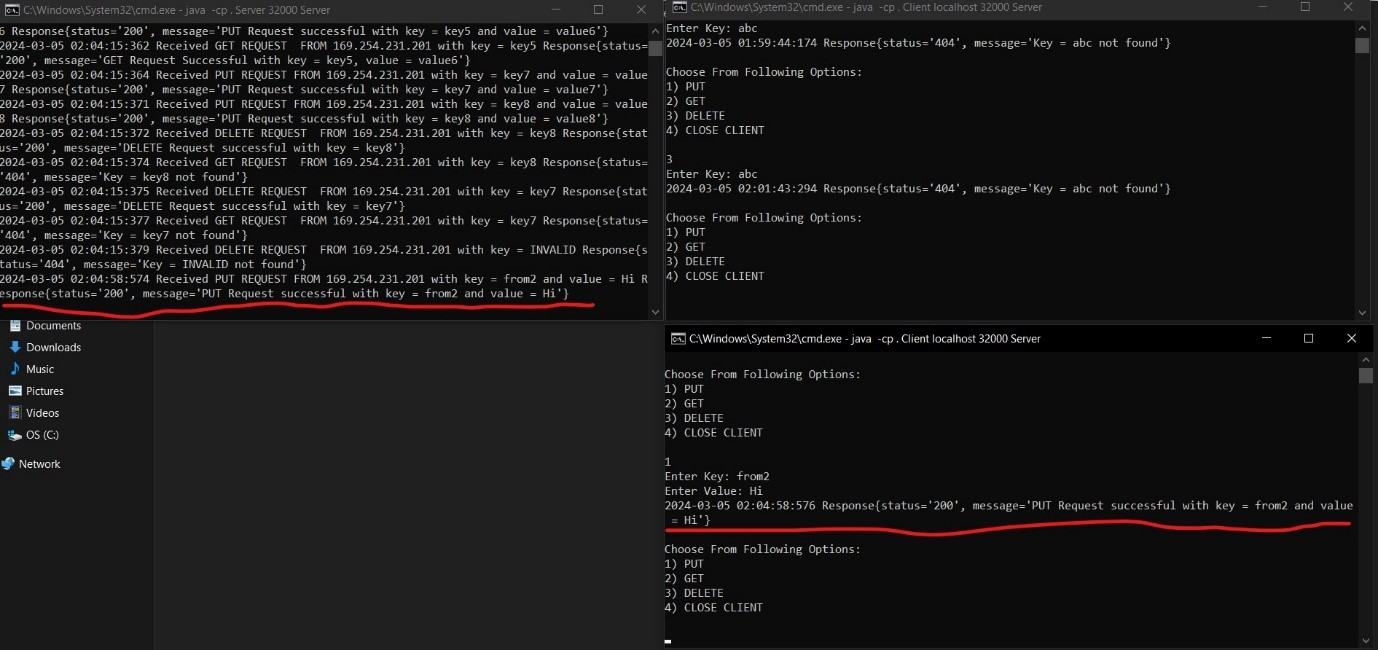 C:\Windows\System32\cmd.exe - java -cp . Server 32000 Server
6 Response{status='200', message='PUT Request successful with key = key5 and value = value6'}
2024-03-05 02:04:15:362 Received GET REQUEST  FROM 169.254.231.201 with key = key5 Response{status=
'200', message='GET Request Successful with key = key5, value = value6'}
2024-03-05 02:04:15:364 Received PUT REQUEST FROM 169.254.231.201 with key = key7 and value = value
7 Response{status='200', message='PUT Request successful with key = key7 and value = value7'}
2024-03-05 02:04:15:371 Received PUT REQUEST FROM 169.254.231.201 with key = key8 and value = value
8 Response{status='200', message='PUT Request successful with key = key8 and value = value8'}
2024-03-05 02:04:15:372 Received DELETE REQUEST  FROM 169.254.231.201 with key = key8 Response{stat
us='200', message='DELETE Request successful with key = key8'}
2024-03-05 02:04:15:374 Received GET REQUEST  FROM 169.254.231.201 with key = key8 Response{status=
'404', message='Key = key8 not found'}
2024-03-05 02:04:15:375 Received DELETE REQUEST  FROM 169.254.231.201 with key = key7 Response{stat
us='200', message='DELETE Request successful with key = key7'}
2024-03-05 02:04:15:377 Received GET REQUEST  FROM 169.254.231.201 with key = key7 Response{status=
'404', message='Key = key7 not found'}
2024-03-05 02:04:15:379 Received DELETE REQUEST  FROM 169.254.231.201 with key = INVALID Response{s
tatus='404', message='Key = INVALID not found'}
2024-03-05 02:04:58:574 Received PUT REQUEST FROM 169.254.231.201 with key = from2 and value = Hi R
esponse{status='200', message='PUT Request successful with key = from2 and value = Hi'}
Documents
Downloads
Music
Pictures
Videos
OS (C:)
Network
C:\Windows\System32\cmd.exe - java -cp . Client localhost 32000 Server
Enter Key: abc
2024-03-05 01:59:44:174 Response{status='404', message='Key = abc not found'}
Choose From Following Options:
1) PUT
2) GET
3) DELETE
4) CLOSE CLIENT
3
Enter Key: abc
2024-03-05 02:01:43:294 Response{status='404', message='Key = abc not found'}
Choose From Following Options:
1) PUT
2) GET
3) DELETE
4) CLOSE CLIENT
C:\Windows\System32\cmd.exe - java -cp . Client localhost 32000 Server
Choose From Following Options:
1) PUT
2) GET
3) DELETE
4) CLOSE CLIENT
1
Enter Key: from2
Enter Value: Hi
2024-03-05 02:04:58:576 Response{status='200', message='PUT Request successful with key = from2 and value
= Hi'}
Choose From Following Options:
1) PUT
2) GET
3) DELETE
4) CLOSE CLIENT